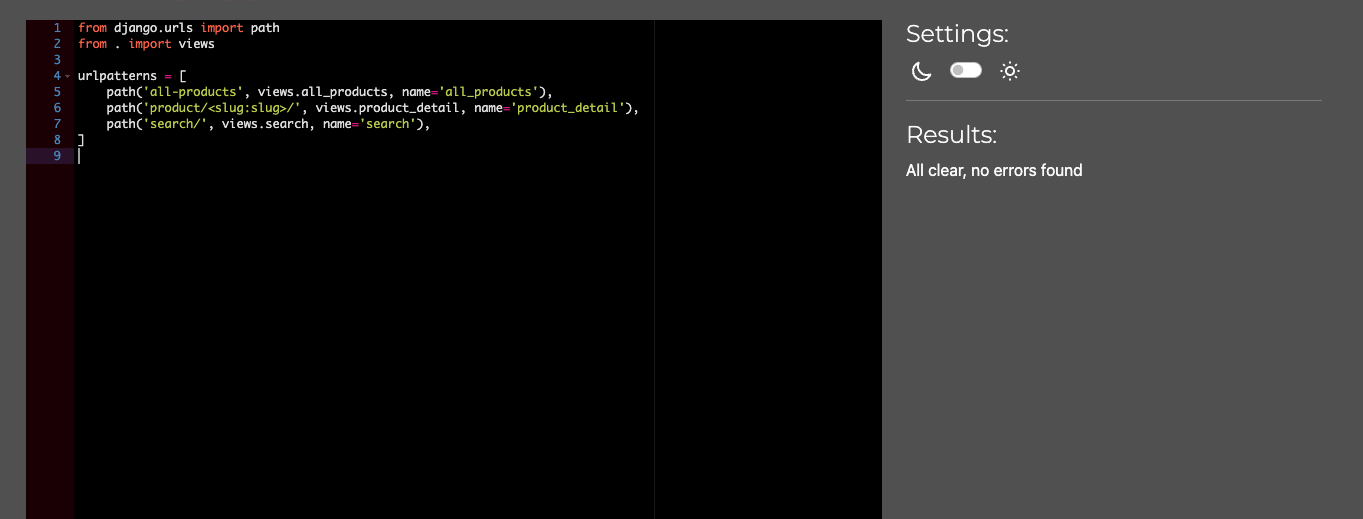 1 from django.urls import path
2 from . import views
3
4 urlpatterns = [
5     path('all-products', views.all_products, name='all_products'),
6     path('product/<slug:slug>/', views.product_detail, name='product_detail'),
7     path('search/', views.search, name='search'),
8 ]
9
Settings:
Results:
All clear, no errors found